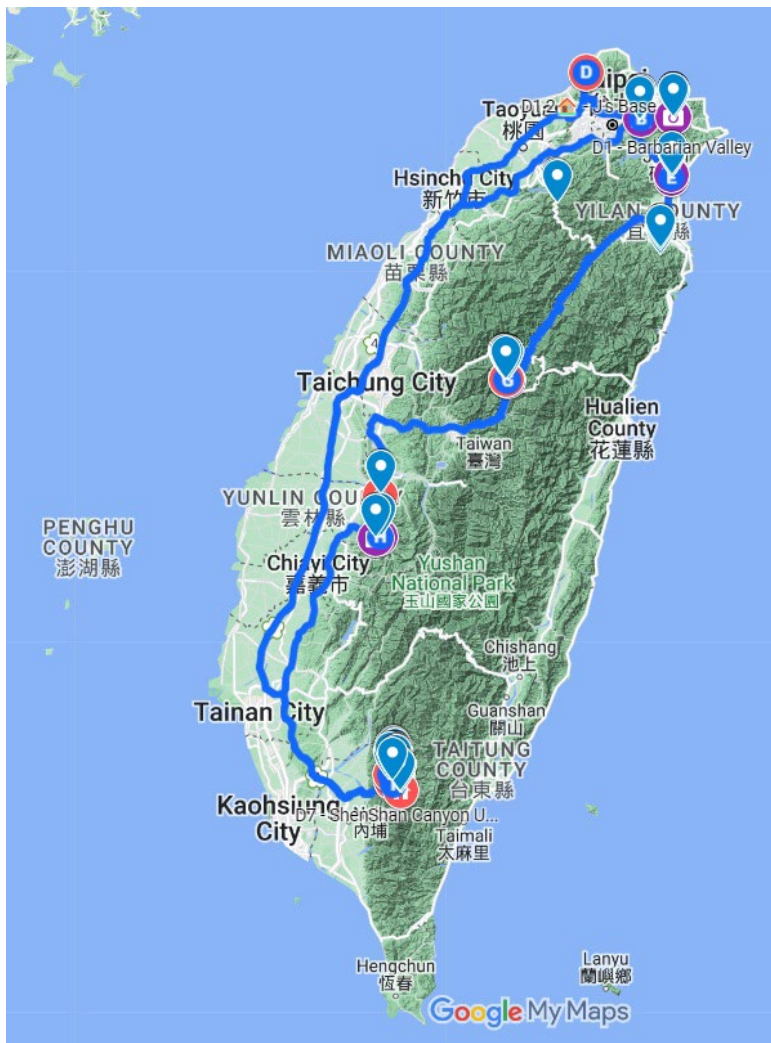 D
D1
J's Base
Taoyuan
桃園
D1 - Barbarian Valley
Hsinchu City
新竹市
E
YILAN COUNTY
宜蘭縣
MIAOLI COUNTY
苗栗縣
4
Taichung City
Hualien
County
花蓮縣
Taiwan
臺灣
YUNLIN COUNTY
雲林縣
PENGHU
COUNTY
澎湖縣
Chiayi City
嘉義市
Yushan
National Park
玉山國家公園
Chishang
池上
Guanshan
關山
Tainan City
TAITUNG
COUNTY
台東縣
Kaohsiung
City
D7 - ShenShan Canyon U...
內埔
Taimali
太麻里
Hengchun
恆春
Lanyu
蘭嶼鄉
Google My Maps